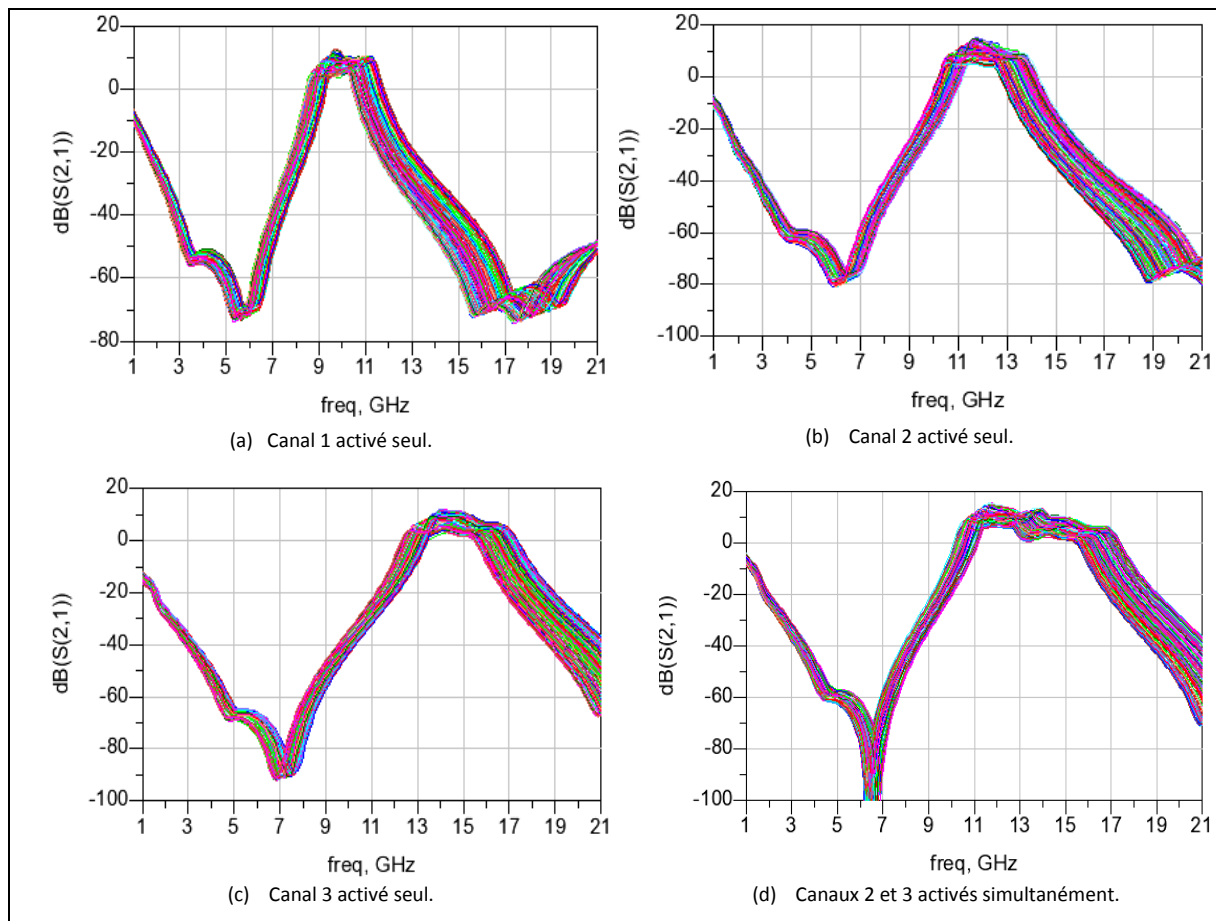 20
0
-20
-40
-60
-80
dB(S(2,1))
1 3 5 7 9 11 13 15 17 19 21
freq, GHz
(a) Canal 1 activé seul.
20
0
-20
-40
-60
-80
-100
dB(S(2,1))
1 3 5 7 9 11 13 15 17 19 21
freq, GHz
(b) Canal 2 activé seul.
20
0
-20
-40
-60
-80
-100
dB(S(2,1))
1 3 5 7 9 11 13 15 17 19 21
freq, GHz
(c) Canal 3 activé seul.
20
0
-20
-40
-60
-80
-100
dB(S(2,1))
1 3 5 7 9 11 13 15 17 19 21
freq, GHz
(d) Canaux 2 et 3 activés simultanément.